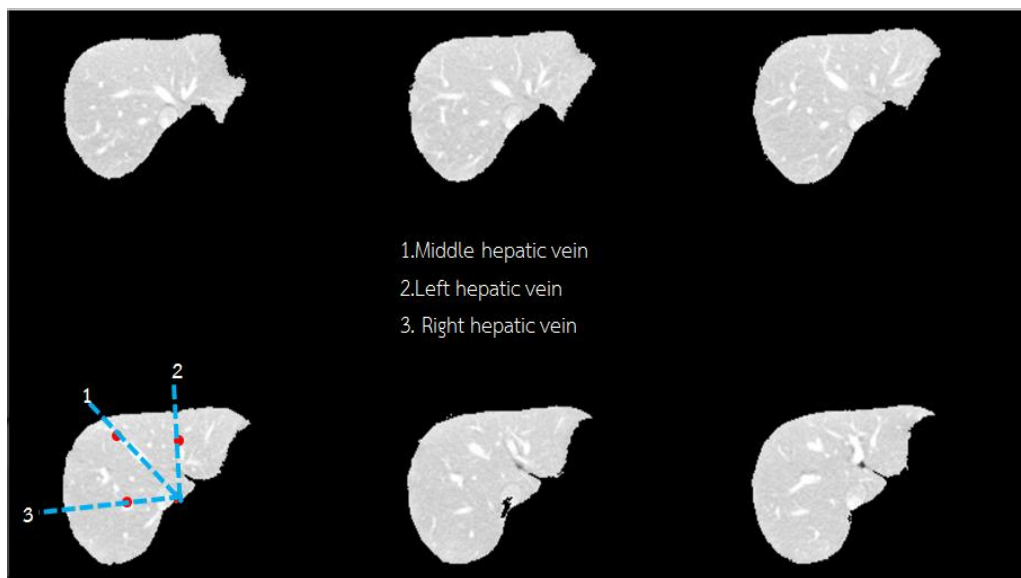 1.Middle hepatic vein
2.Left hepatic vein
3. Right hepatic vein
2
1
3